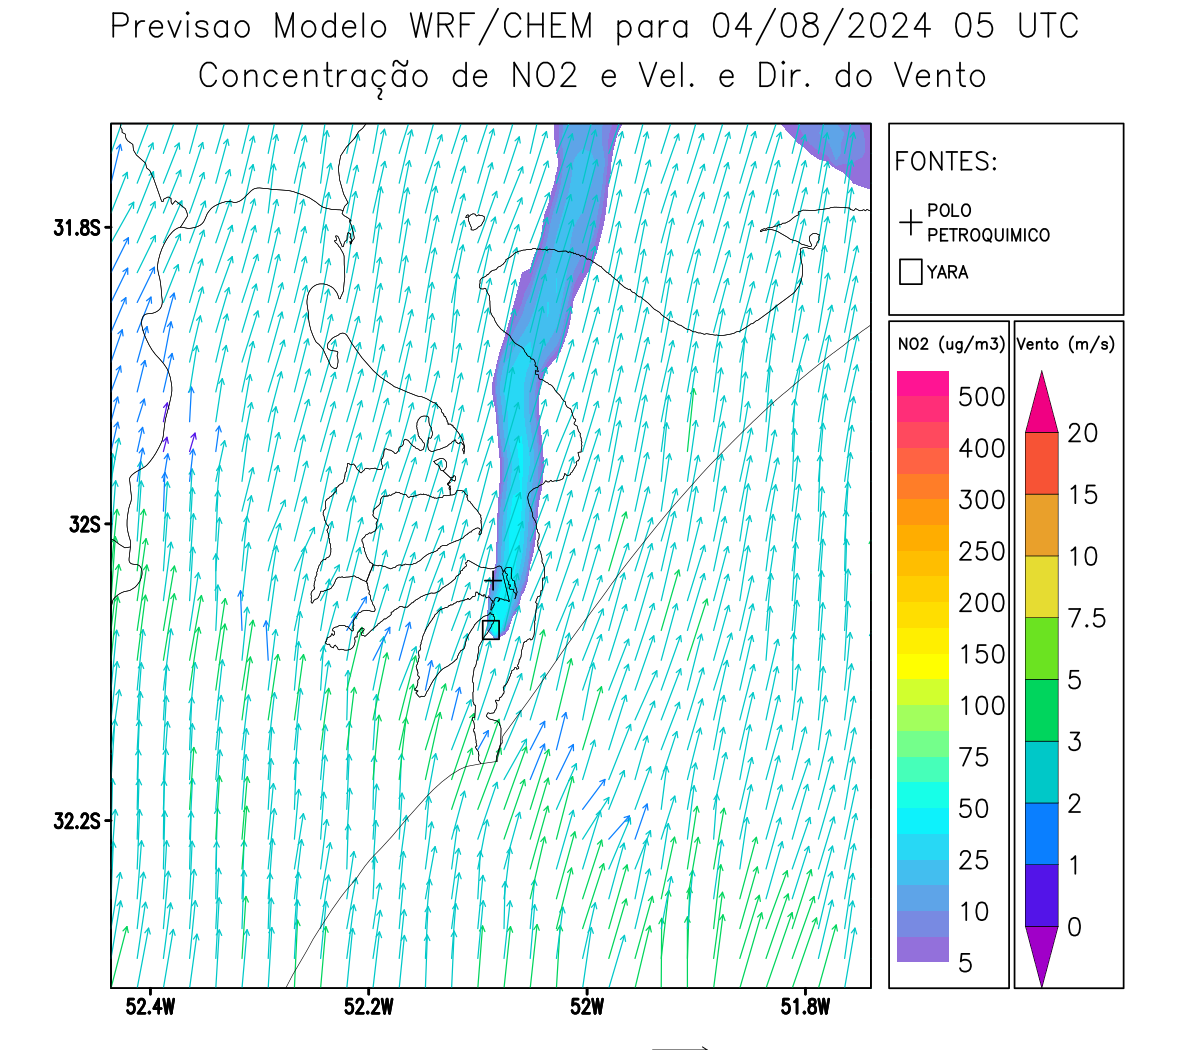 Previsao Modelo WRF/CHEM para 04/08/2024 05 UTC
Concentração de NO2 e Vel. e Dir. do Vento
FONTES:
POLO
PETROQUIMICO
YARA
31.8S
32S
32.2S
52.4W
52.2W
52W
51.8W
NO2 (ug/m3)
500
400
300
250
200
150
100
75
50
25
10
5
Vento (m/s)
20
15
10
7.5
5
3
2
1
0